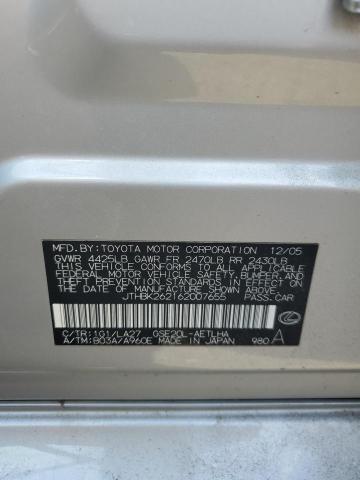 MFD. BY: TOYOTA MOTOR CORPORATION 12/05
GVWR 4425LB GAWR FR 2470LB RR 2430LB
THIS VEHICLE CONFORMS TO ALL APPLICABLE
FEDERAL MOTOR VEHICLE SAFETY, BUMPER, AND
THEFT PREVENTION STANDARDS IN EFFECT ON THE
DATE OF MANUFACTURE SHOWN ABOVE.
JTHBK262162007655 PASS. CAR
C/TR: 1G1/LA27 GSE20L-AETLHA
A/TM: B03A/A960E MADE IN JAPAN 980 A